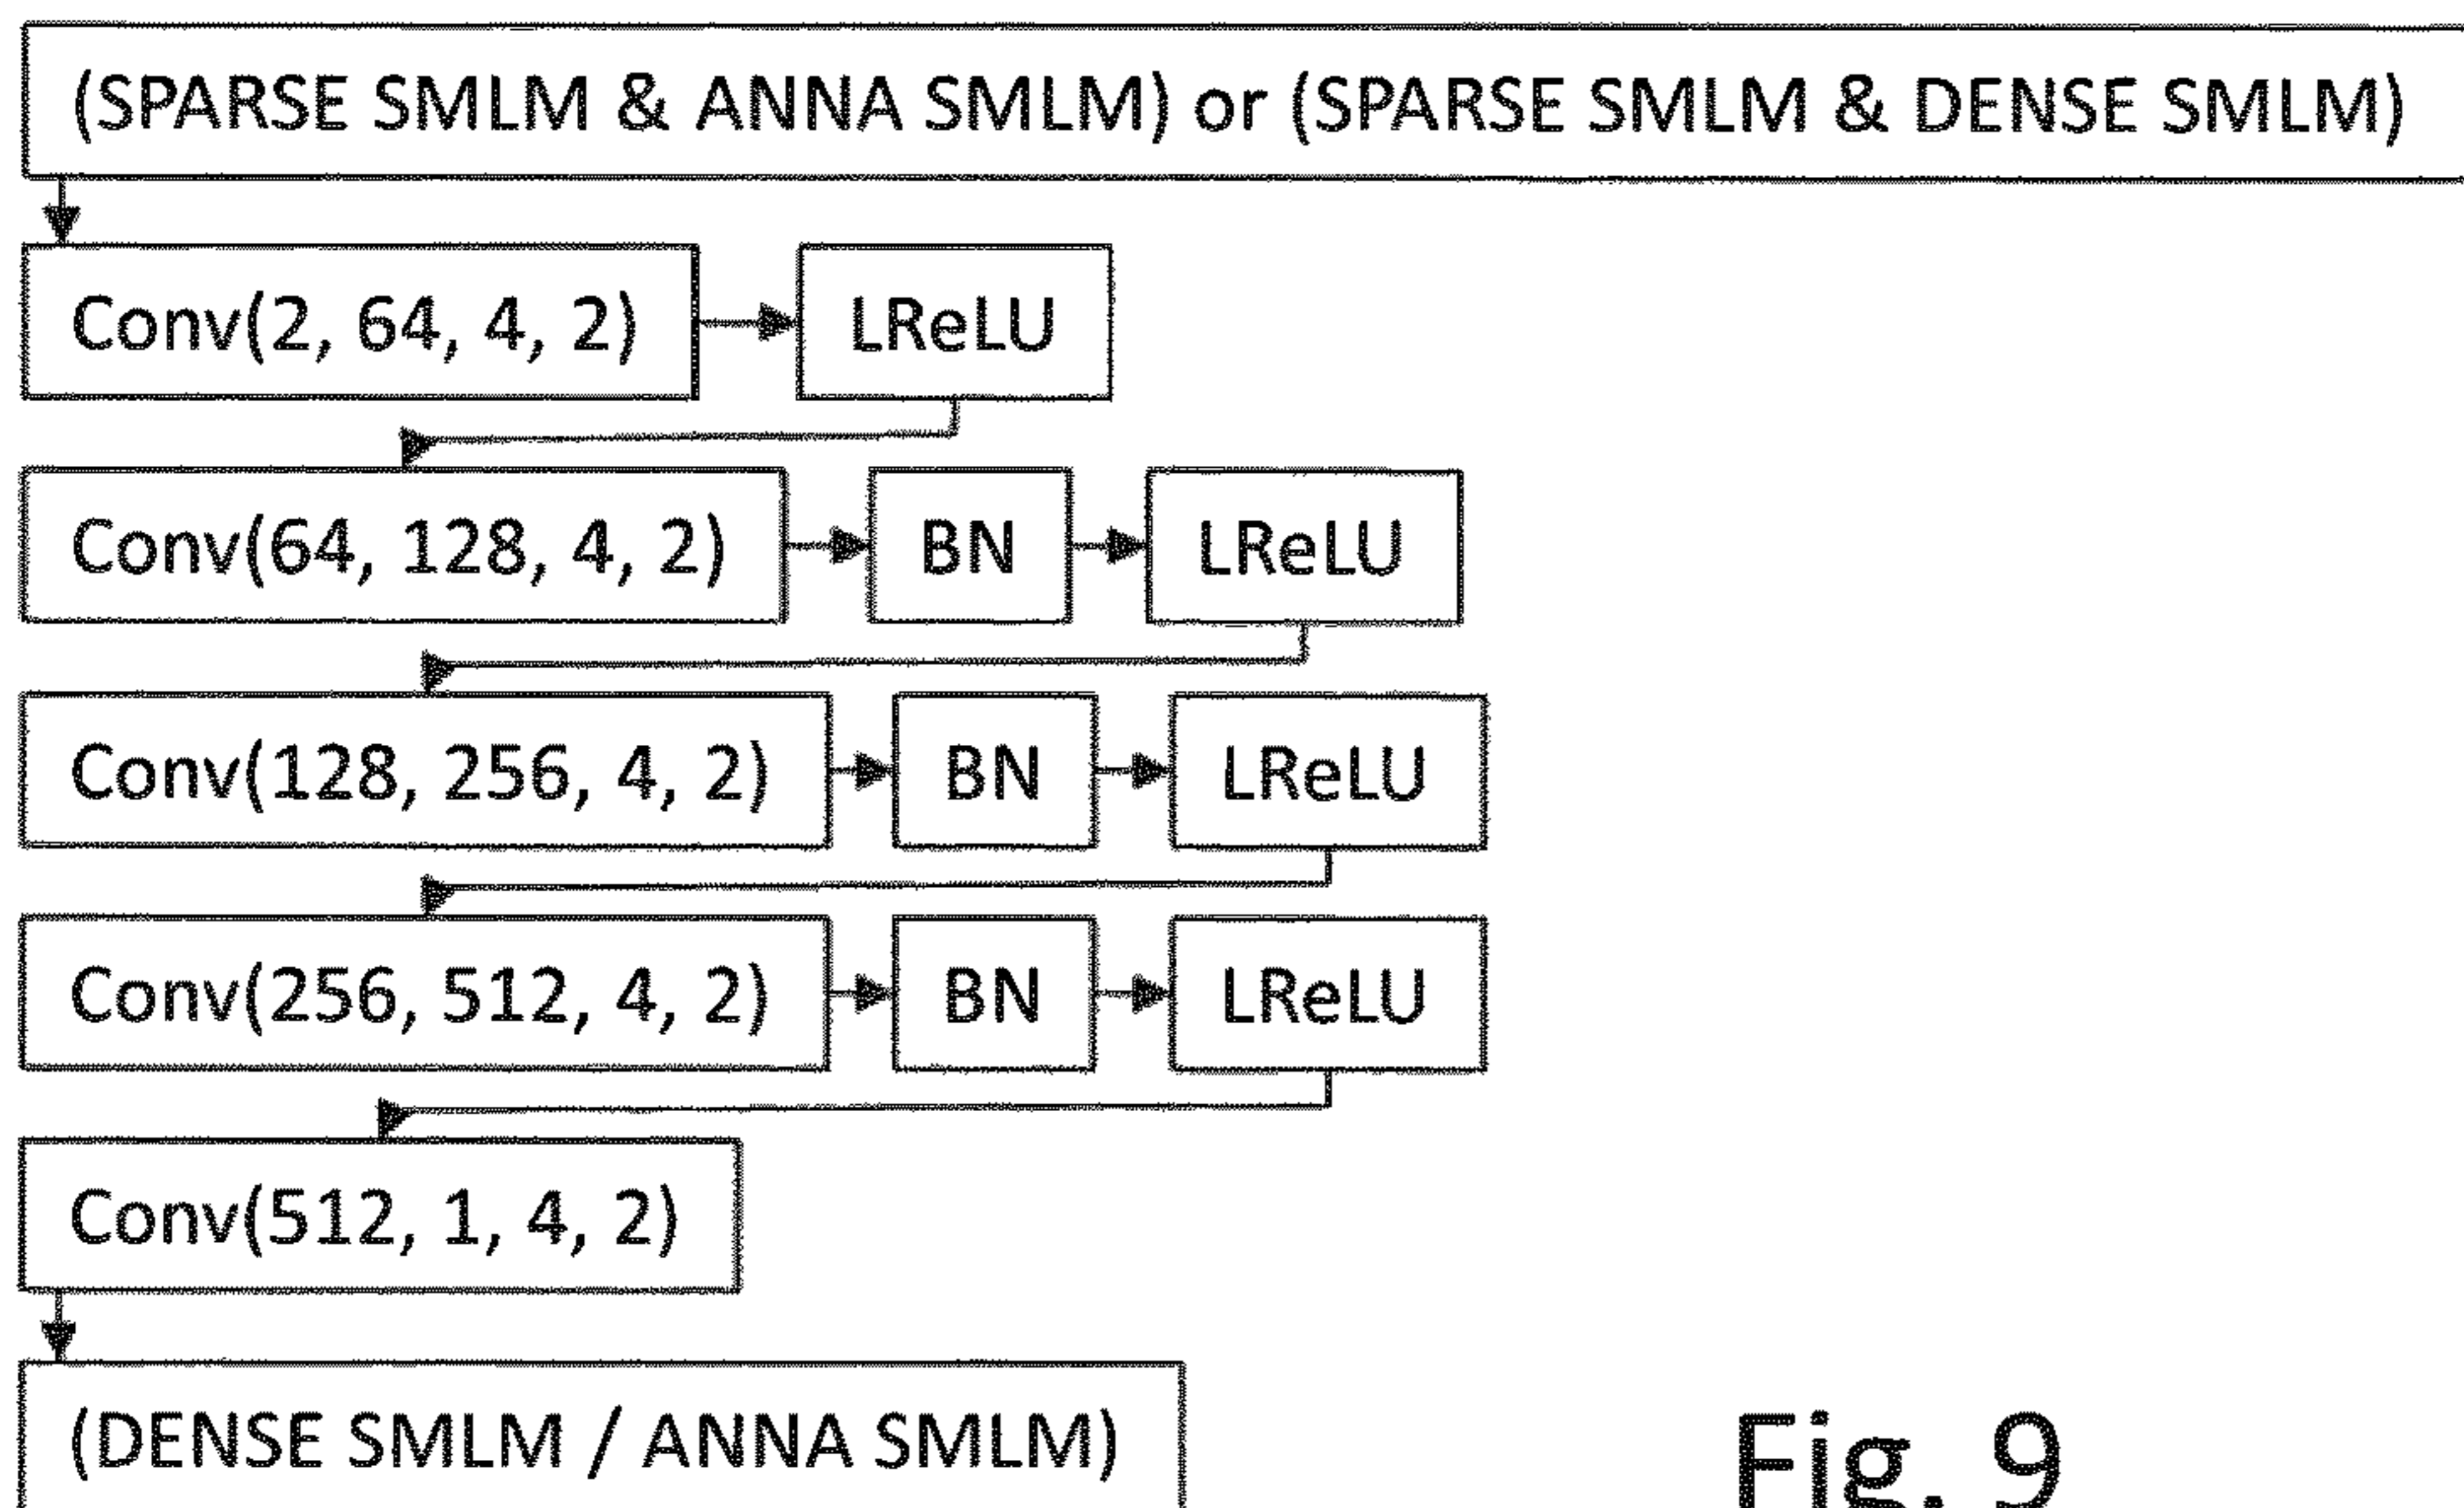 (SPARSE SMLM & ANNA SMLM) or (SPARSE SMLM & DENSE SMLM)
Conv(2, 64, 4, 2) LReLU
Conv(64, 128, 4, 2) BN LReLU
Conv(128, 256, 4, 2) BN LReLU
Conv(256, 512, 4, 2) BN LReLU
Conv(512, 1, 4, 2)
(DENSE SMLM / ANNA SMLM)
Fig. 9